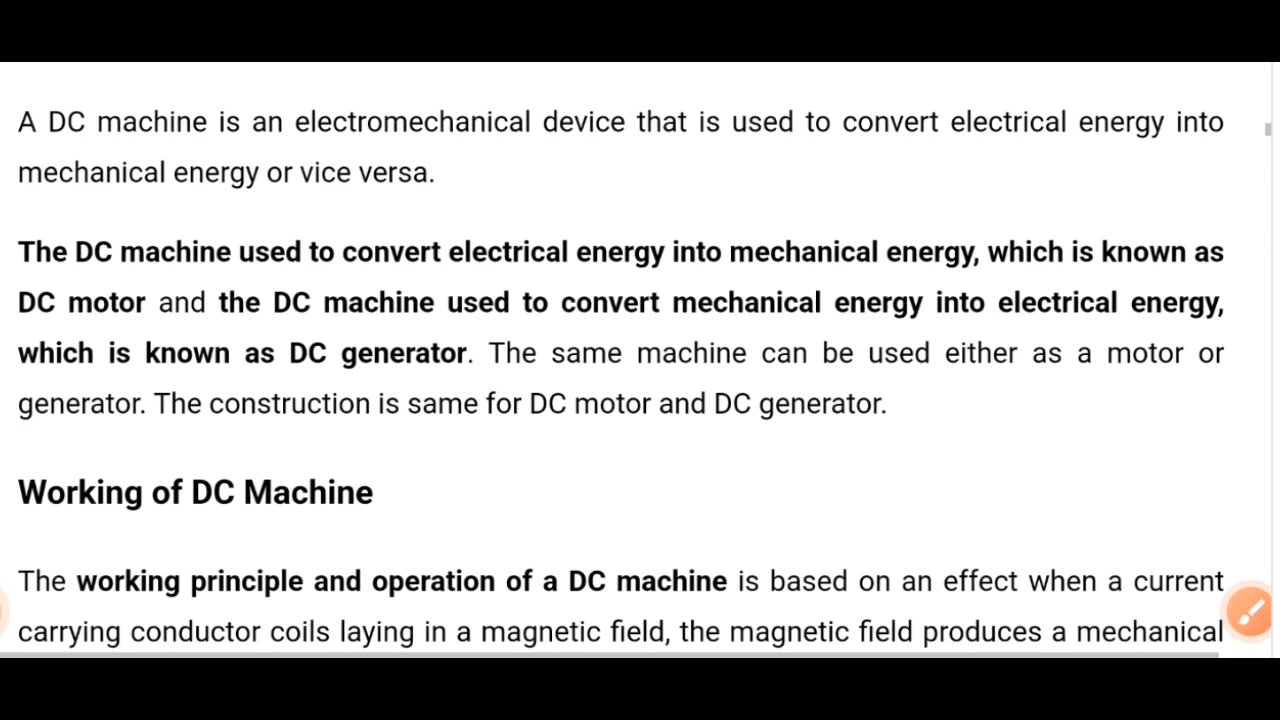 A DC machine is an electromechanical device that is used to convert electrical energy into
mechanical energy or vice versa.
The DC machine used to convert electrical energy into mechanical energy, which is known as
DC motor and the DC machine used to convert mechanical energy into electrical energy,
which is known as DC generator. The same machine can be used either as a motor or
generator. The construction is same for DC motor and DC generator.
Working of DC Machine
The working principle and operation of a DC machine is based on an effect when a current
carrying conductor coils laying in a magnetic field, the magnetic field produces a mechanical